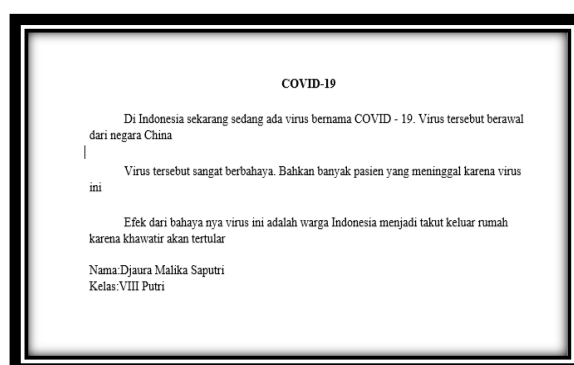 COVID-19
Di Indonesia sekarang sedang ada virus bernama COVID - 19. Virus tersebut berawal
dari negara China
Virus tersebut sangat berbahaya. Bahkan banyak pasien yang meninggal karena virus
ini
Efek dari bahaya nya virus ini adalah warga Indonesia menjadi takut keluar rumah
karena khawatir akan tertular
Nama:Djaura Malika Saputri
Kelas:VIII Putri